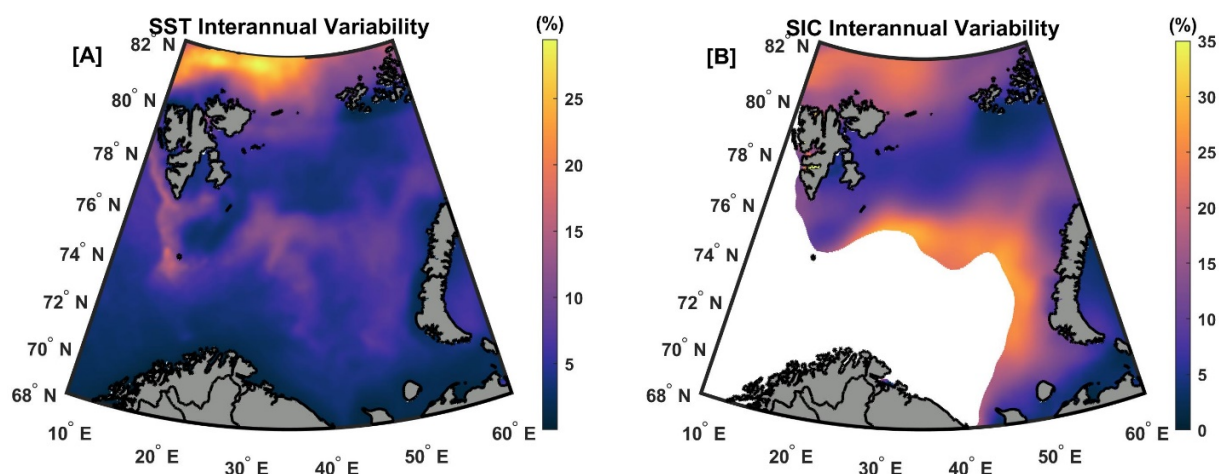 SST Interannual Variability
(%)
[A]
82° N
80° N
78° N
76° N
74° N
72° N
70° N
68° N
10° E
20° E
30° E
40° E
50° E
60° E
25
20
15
10
5
SIC Interannual Variability
(%)
[B]
82° N
80° N
78° N
76° N
74° N
72° N
70° N
68° N
10° E
20° E
30° E
40° E
50° E
60° E
35
30
25
20
15
10
5
0